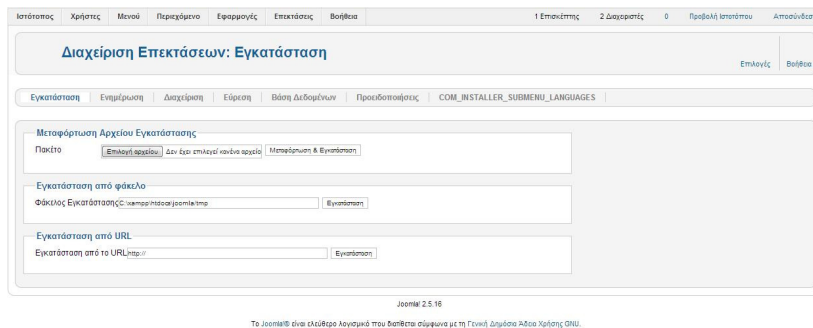 Ιστότοπος Χρήστες Μενού Περιεχόμενο Εφαρμογές Επεκτάσεις Βοήθεια 1 Επισκέπτης 2 Διαχειριστές 0 Προβολή Ιστοτόπου Αποσύνδεσ
Διαχείριση Επεκτάσεων: Εγκατάσταση
Επιλογές Βοήθεια
Εγκατάσταση Ενημέρωση Διαχείριση Εύρεση Βάση Δεδομένων Προειδοποιήσεις COM_INSTALLER_SUBMENU_LANGUAGES
Μεταφόρτωση Αρχείου Εγκατάστασης
Πακέτο Επιλογή αρχείου Δεν έχει επιλεγεί κανένα αρχείο Μεταφόρτωση & Εγκατάσταση
Εγκατάσταση από φάκελο
Φάκελος Εγκατάστασης C:\xampp\htdocs\joomla/tmp Εγκατάσταση
Εγκατάσταση από URL
Εγκατάσταση από το URL http:// Εγκατάσταση
Joomla! 2.5.16
Το Joomla!® είναι ελεύθερο λογισμικό που διατίθεται σύμφωνα με τη Γενική Δημόσια Άδεια Χρήσης GNU.